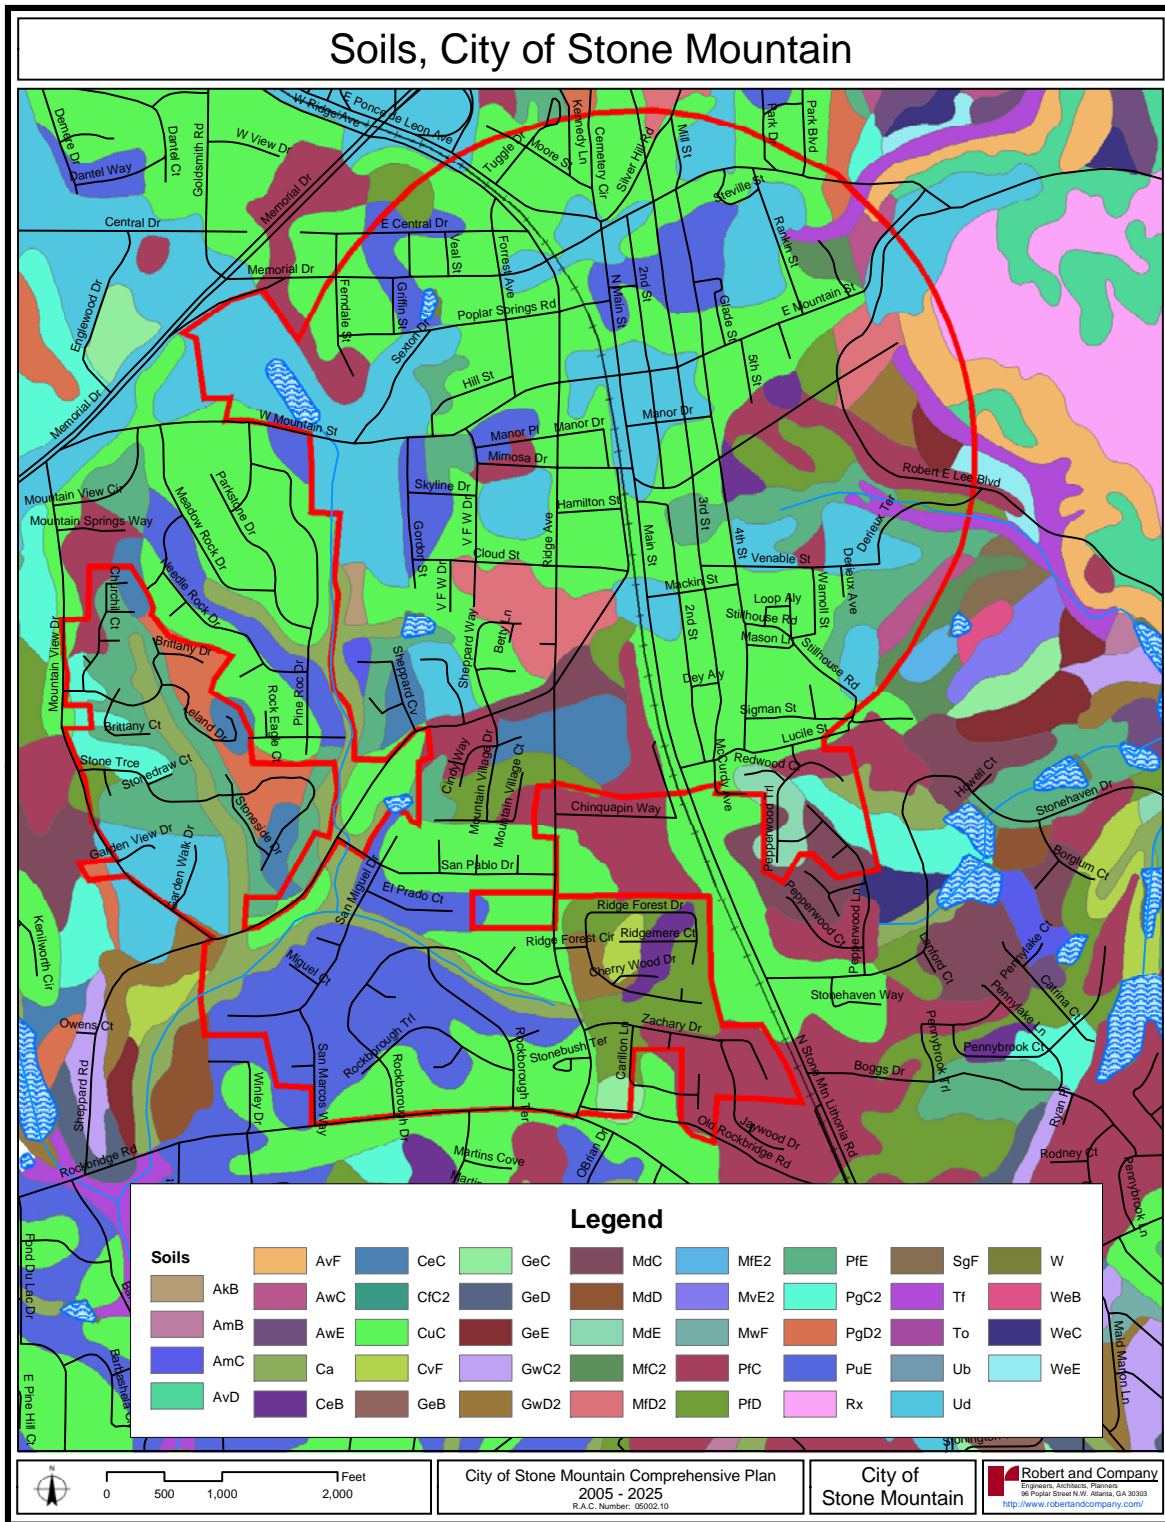 Soils, City of Stone Mountain
Demere Dr
Dantel Ct
Goldsmith Rd
W View Dr
W Ridge Ave
E Ponce de Leon Ave
Dantel Way
Memorial Dr
Tuggle Dr
Moore St
Kennedy Ln
Cemetery Cir
Silver Hill Rd
Mill St
Park Dr
Park Blvd
Steville St
Rankin St
Central Dr
E Central Dr
Veal St
Forrest Ave
Memorial Dr
Englewood Dr
Ferndale St
Griffin St
Sexton Dr
Poplar Springs Rd
N Main St
2nd St
Glade St
E Mountain St
5th St
Hill St
Memorial Dr
W Mountain St
Manor Pl
Manor Dr
Manor Dr
Mimosa Dr
Robert E Lee Blvd
Mountain View Cir
Mountain Springs Way
Meadow Rock Dr
Parkstone Dr
Skyline Dr
V F W Dr
Gordon St
Hamilton St
Ridge Ave
Cloud St
Main St
3rd St
4th St
Venable St
Derieux Ter
Derieux Ave
Warnoll St
Mackin St
Loop Aly
Stillhouse Rd
Mason Ln
Stillhouse Rd
Churchill Ct
Needle Rock Dr
V F W Dr
Sheppard Way
Betty Ln
2nd St
Mountain View Dr
Brittany Dr
Rock Eagle Ct
Pine Roc Dr
Sheppard Cv
Dey Aly
Sigman St
Lucile St
Brittany Ct
Leland Dr
Stone Trce
Stonedraw Ct
Stoneside Dr
Cindy Way
Mountain Village Dr
Mountain Village Ct
McCurdy Ave
Redwood Ct
Pepperwood Trl
Howell Ct
Stonehaven Dr
Borglum Ct
Chinquapin Way
Garden View Dr
Garden Walk Dr
San Miguel Dr
San Pablo Dr
El Prado Ct
Ridge Forest Dr
Ridge Forest Cir
Ridgemere Ct
Cherry Wood Dr
Pepperwood Ct
Pepperwood Ln
Lanford Ct
Pennylake Ct
Catrina Ct
Pennylake Ln
Stonehaven Way
Kenilworth Cir
Miguel Ct
Owens Ct
Sheppard Rd
San Marcos Way
Rockborough Trl
Rockborough Dr
Rockborough Ter
Stonebush Ter
Carillon Ln
Zachary Dr
N Stone Mtn Lithonia Rd
Boggs Dr
Pennybrook Trl
Pennybrook Ct
Ryan Pl
Winley Dr
Old Rockbridge Rd
Jaywood Dr
Rodney Ct
Pennybrook Ln
Rockbridge Rd
Martins Cove
OBrian Dr
Fond Du Lac Dr
Barbashela C
E Pine Hill Ct
Maid Marion Ln
Legend
Soils
AkB
AmB
AmC
AvD
AvF
AwC
AwE
Ca
CeB
CeC
CfC2
CuC
CvF
GeB
GeC
GeD
GeE
GwC2
GwD2
MdC
MdD
MdE
MfC2
MfD2
MfE2
MvE2
MwF
PfC
PfD
PfE
PgC2
PgD2
PuE
Rx
SgF
Tf
To
Ub
Ud
W
WeB
WeC
WeE
N
0 500 1,000 2,000
Feet
City of Stone Mountain Comprehensive Plan
2005 - 2025
R.A.C. Number: 05002.10
City of
Stone Mountain
Robert and Company
Engineers, Architects, Planners
96 Poplar Street N.W. Atlanta, GA 30303
http://www.robertandcompany.com/